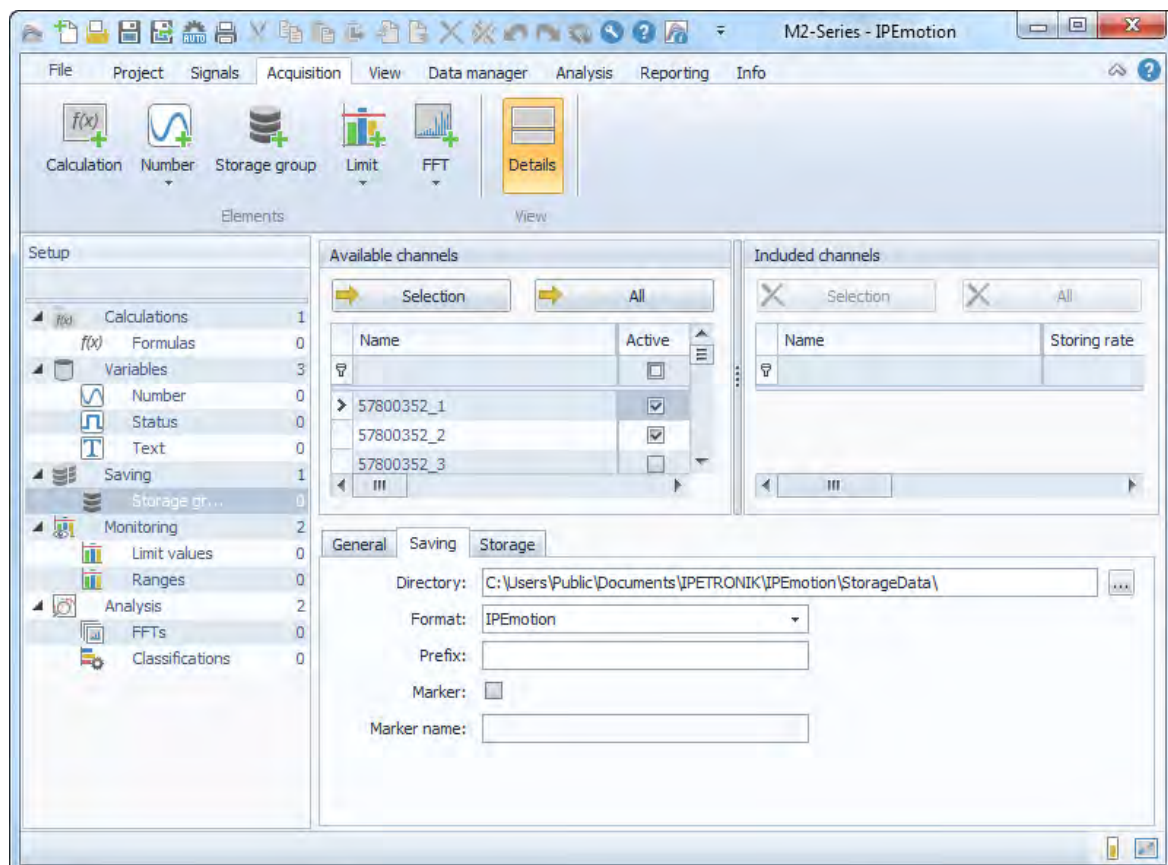 AUTO
M2-Series - IPEmotion
File Project Signals Acquisition View Data manager Analysis Reporting Info
f(x)
Calculation Number Storage group Limit FFT Details
Elements View
Setup
Available channels
Included channels
Selection All
Selection All
Name Active
Name Storing rate
57800352_1
57800352_2
57800352_3
f(x) Calculations 1
f(x) Formulas 0
Variables 3
Number 0
Status 0
T Text 0
Saving 1
Storage gr... 0
Monitoring 2
Limit values 0
Ranges 0
Analysis 2
FFTs 0
Classifications 0
General Saving Storage
Directory: C:\Users\Public\Documents\IPETRONIK\IPEmotion\StorageData\ ...
Format: IPEmotion
Prefix:
Marker:
Marker name: